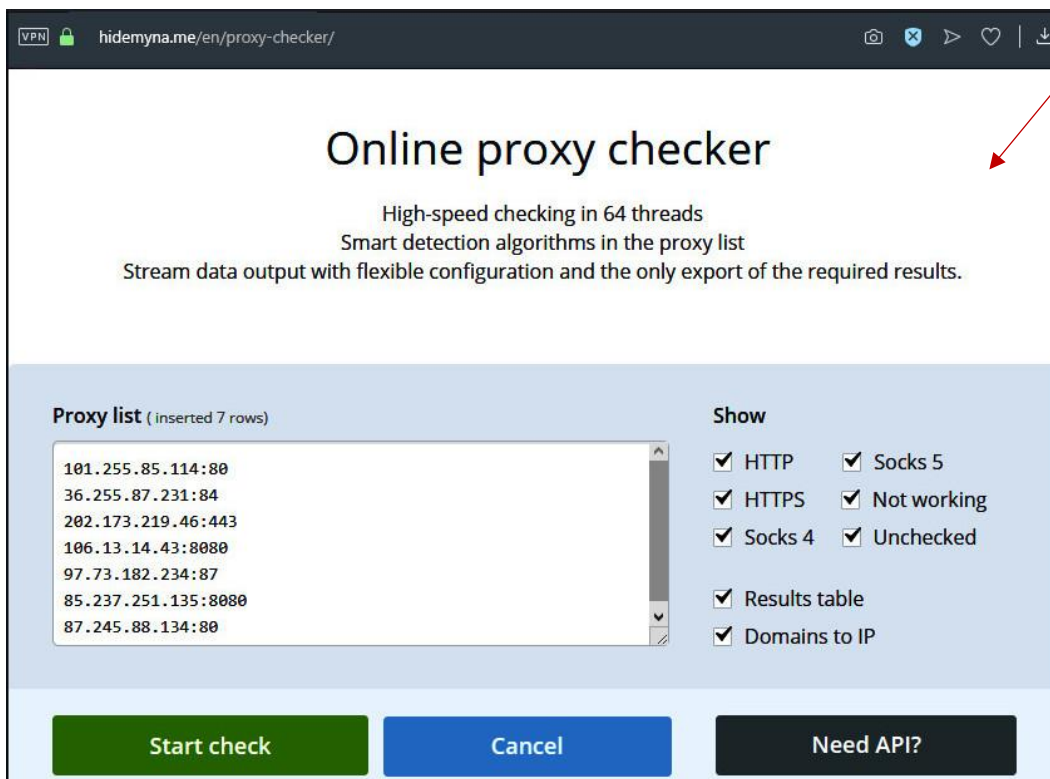 VPN hidemyna.me/en/proxy-checker/
Online proxy checker
High-speed checking in 64 threads
Smart detection algorithms in the proxy list
Stream data output with flexible configuration and the only export of the required results.
Proxy list ( inserted 7 rows)
101.255.85.114:80
36.255.87.231:84
202.173.219.46:443
106.13.14.43:8080
97.73.182.234:87
85.237.251.135:8080
87.245.88.134:80
Show
HTTP Socks 5
HTTPS Not working
Socks 4 Unchecked
Results table
Domains to IP
Start check Cancel Need API?